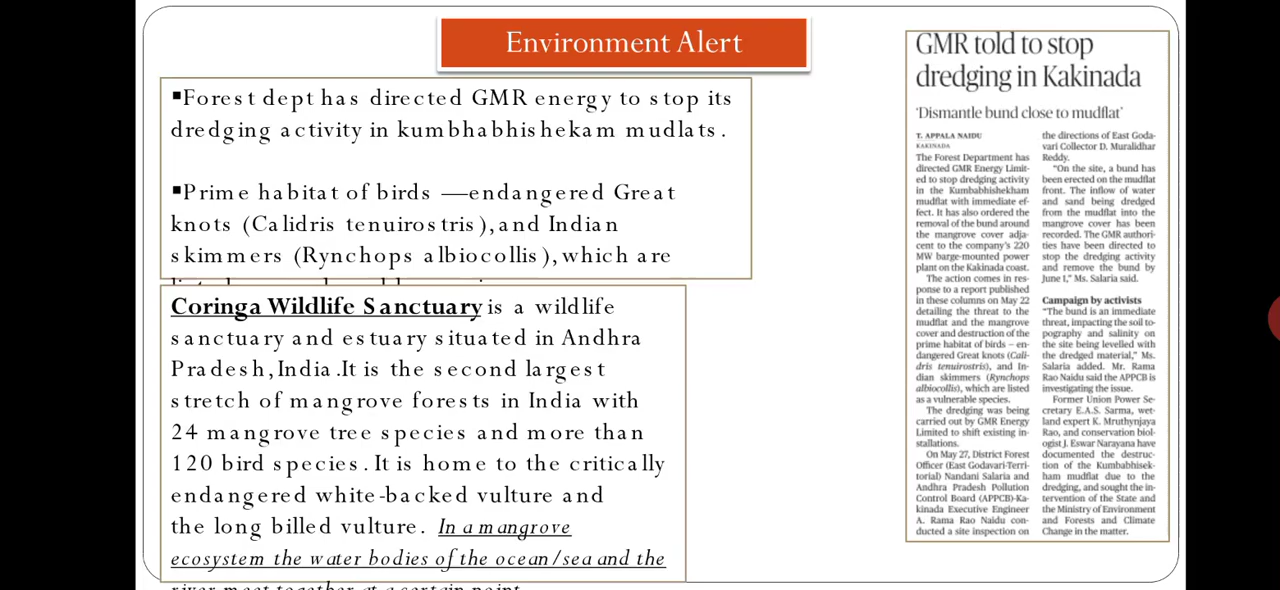 Environment Alert
▪Forest dept has directed GMR energy to stop its
dredging activity in kumbhabhishekam mudlats.
▪Prime habitat of birds —endangered Great
knots (Calidris tenuirostris),and Indian
skimmers (Rynchops albiocollis),which are
Coringa Wildlife Sanctuary is a wildlife
sanctuary and estuary situated in Andhra
Pradesh,India.It is the second largest
stretch of mangrove forests in India with
24 mangrove tree species and more than
120 bird species. It is home to the critically
endangered white-backed vulture and
the long billed vulture. In a mangrove
ecosystem the water bodies of the ocean/sea and the
river meet together at a certain point
GMR told to stop
dredging in Kakinada
'Dismantle bund close to mudflat'
T. APPALA NAIDU
KAKINADA
The Forest Department has
directed GMR Energy Limit-
ed to stop dredging activity
in the Kumbabhishekham
mudflat with immediate ef-
fect. It has also ordered the
removal of the bund around
the mangrove cover adja-
cent to the company's 220
MW barge-mounted power
plant on the Kakinada coast.
The action comes in res-
ponse to a report published
in these columns on May 22
detailing the threat to the
mudflat and the mangrove
cover and destruction of the
prime habitat of birds – en-
dangered Great knots (Cali-
dris tenuirostris), and In-
dian skimmers (Rynchops
albicollis), which are listed
as a vulnerable species.
The dredging was being
carried out by GMR Energy
Limited to shift existing in-
stallations.
On May 27, District Forest
Officer (East Godavari-Terri-
torial) Nandani Salaria and
Andhra Pradesh Pollution
Control Board (APPCB)-Ka-
kinada Executive Engineer
A. Rama Rao Naidu con-
ducted a site inspection on
the directions of East Goda-
vari Collector D. Muralidhar
Reddy.
"On the site, a bund has
been erected on the mudflat
front. The inflow of water
and sand being dredged
from the mudflat into the
mangrove cover has been
recorded. The GMR authori-
ties have been directed to
stop the dredging activity
and remove the bund by
June 1," Ms. Salaria said.
Campaign by activists
"The bund is an immediate
threat, impacting the soil to-
pography and salinity on
the site being levelled with
the dredged material," Ms.
Salaria added. Mr. Rama
Rao Naidu said the APPCB is
investigating the issue.
Former Union Power Se-
cretary E.A.S. Sarma, wet-
land expert K. Mruthynjaya
Rao, and conservation biol-
ogist J. Eswar Narayana have
documented the destruc-
tion of the Kumbabhisek-
ham mudflat due to the
dredging, and sought the in-
tervention of the State and
the Ministry of Environment
and Forests and Climate
Change in the matter.